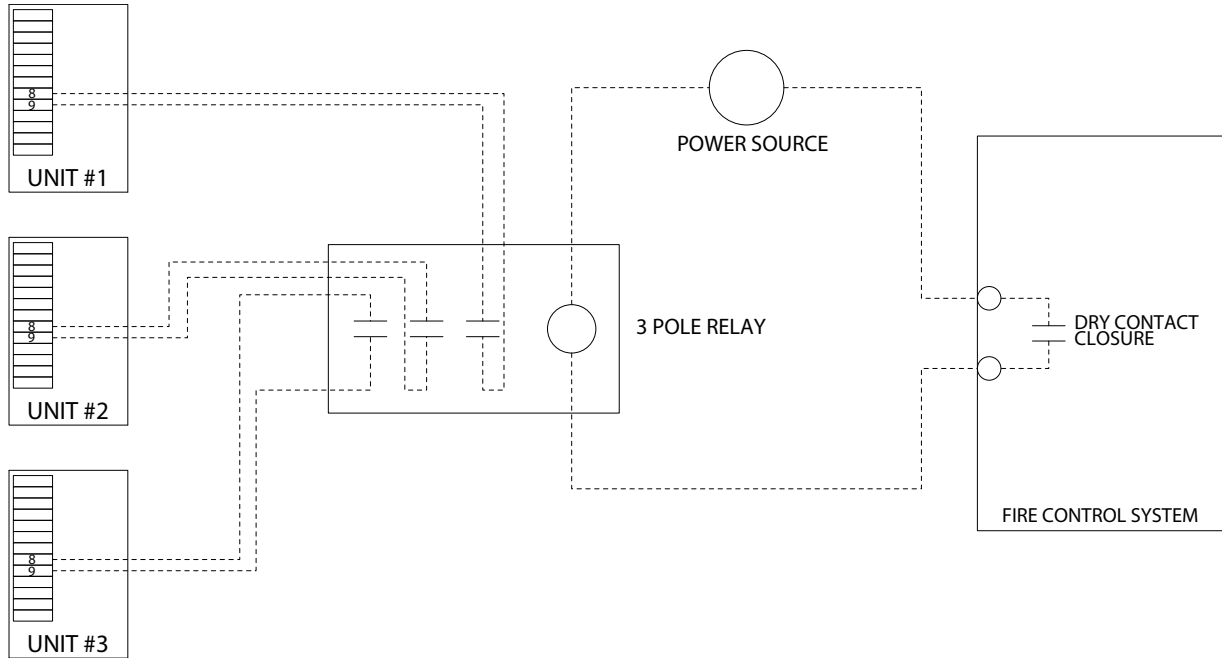 8
9
UNIT #1
POWER SOURCE
8
9
UNIT #2
3 POLE RELAY
DRY CONTACT
CLOSURE
FIRE CONTROL SYSTEM
8
9
UNIT #3